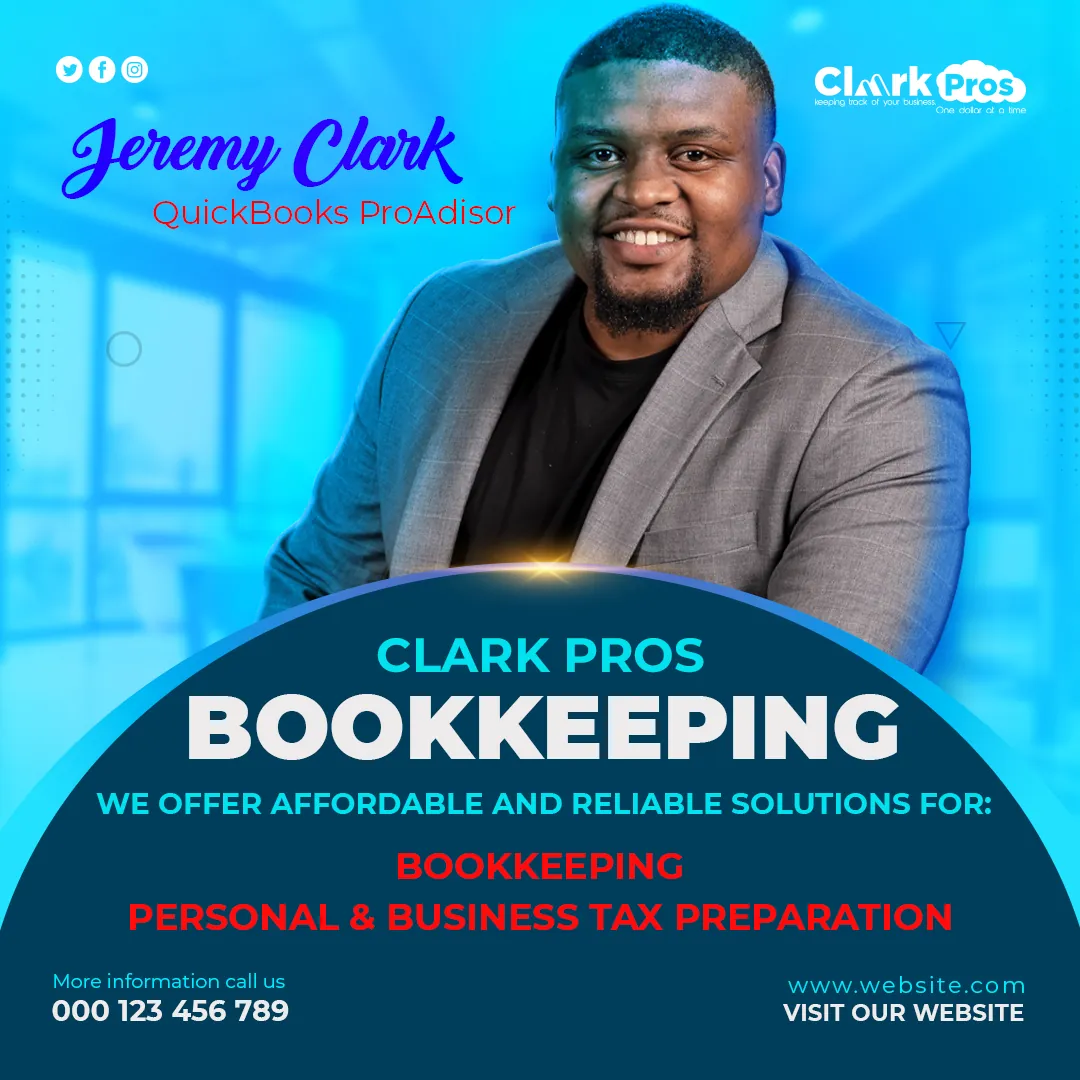 Clark Pros
keeping track of your business.
One dollar at a time
Jeremy Clark
QuickBooks ProAdisor
CLARK PROS
BOOKKEEPING
WE OFFER AFFORDABLE AND RELIABLE SOLUTIONS FOR:
BOOKKEEPING
PERSONAL & BUSINESS TAX PREPARATION
More information call us
000 123 456 789
www.website.com
VISIT OUR WEBSITE